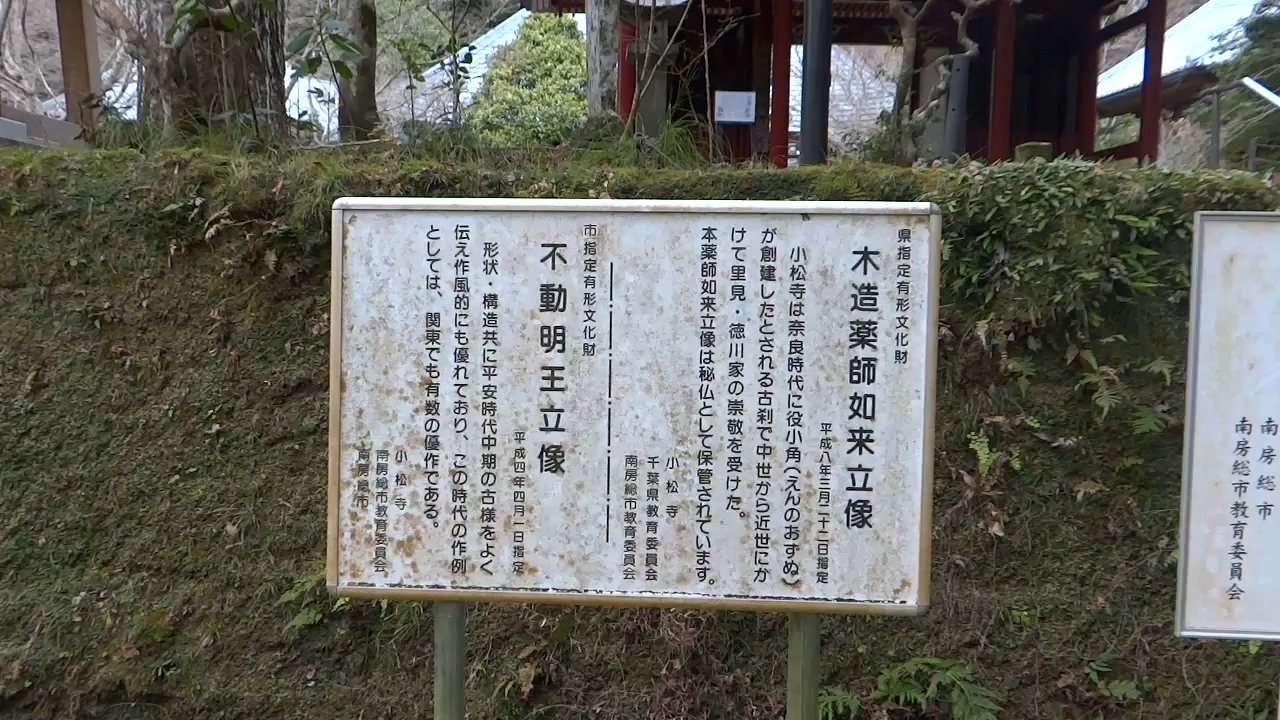 県指定有形文化財
木造薬師如来立像
平成八年三月二十二日指定
小松寺は奈良時代に役小角(えんのおずぬ)
が創建したとされる古刹で中世から近世にか
けて里見・徳川家の崇敬を受けた。
本薬師如来立像は秘仏として保管されています。
小松寺
千葉県教育委員会
南房総市教育委員会
市指定有形文化財
不動明王立像
平成四年四月一日指定
形状・構造共に平安時代中期の古様をよく
伝え作風的にも優れており、この時代の作例
としては、関東でも有数の優作である。
小松寺
南房総市教育委員会
南房総市
南房総市
南房総市教育委員会